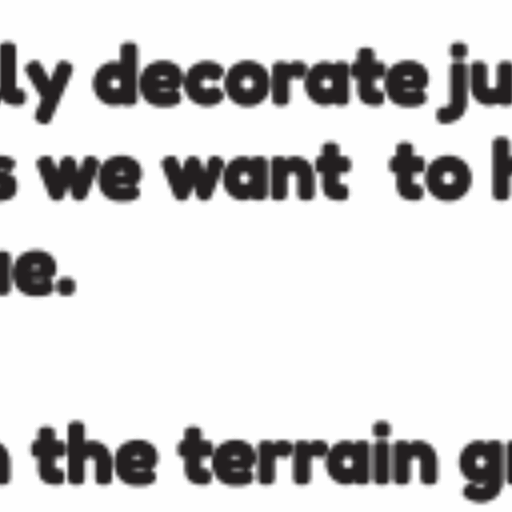 ly decorate ju
s we want to h
ue.
the terrain g